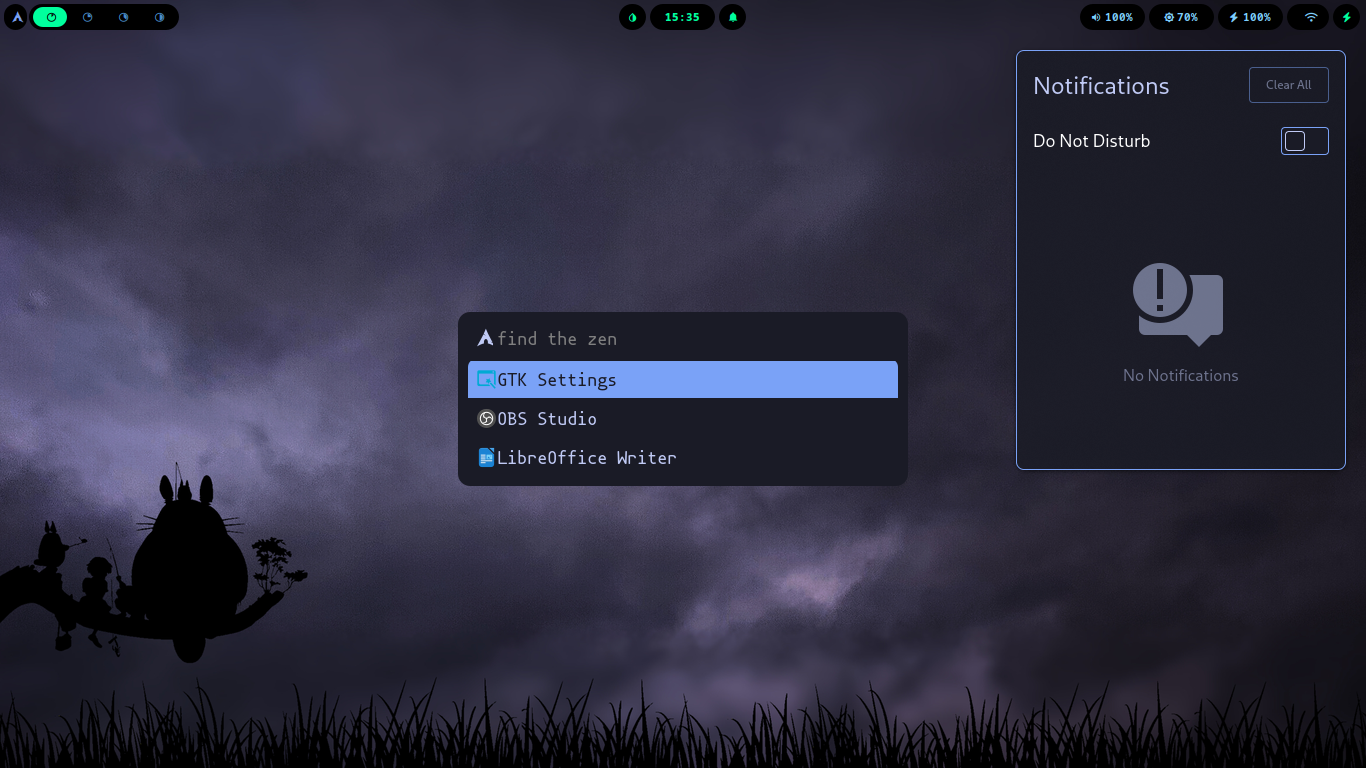 15:35
100%
70%
100%
Notifications
Clear All
Do Not Disturb
No Notifications
find the zen
GTK Settings
OBS Studio
LibreOffice Writer